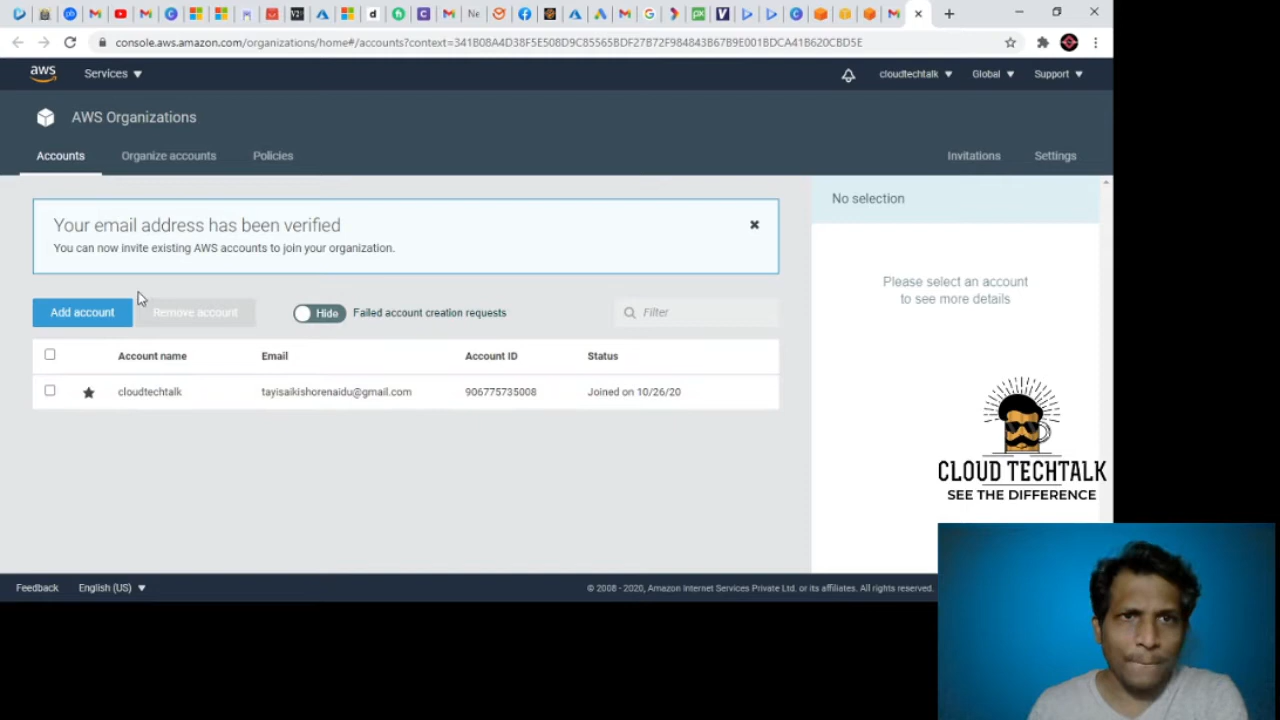 console.aws.amazon.com/organizations/home#/accounts?context=341B08A4D38F5E508D9C85565BDF27B72F984843B67B9E001BDCA41B620CBD5E
aws Services
cloudtechtalk Global Support
AWS Organizations
Accounts Organize accounts Policies Invitations Settings
Your email address has been verified
You can now invite existing AWS accounts to join your organization.
No selection
Please select an account
to see more details
Add account Remove account Hide Failed account creation requests Filter
Account name Email Account ID Status
cloudtechtalk tayisaikishorenaidu@gmail.com 906775735008 Joined on 10/26/20
CLOUD TECHTALK
SEE THE DIFFERENCE
Feedback English (US) © 2008 - 2020, Amazon Internet Services Private Ltd. or its affiliates. All rights reserved.